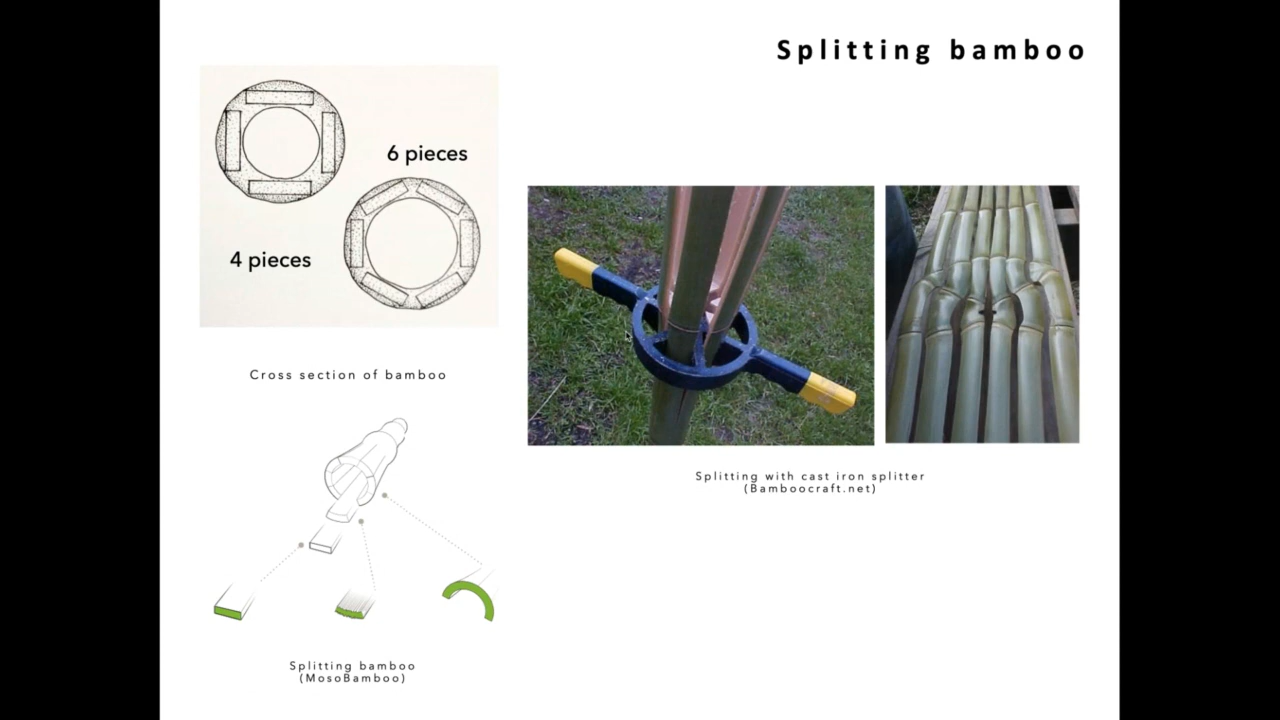 Splitting bamboo
6 pieces
4 pieces
Cross section of bamboo
Splitting with cast iron splitter
(Bamboocraft.net)
Splitting bamboo
(MosoBamboo)